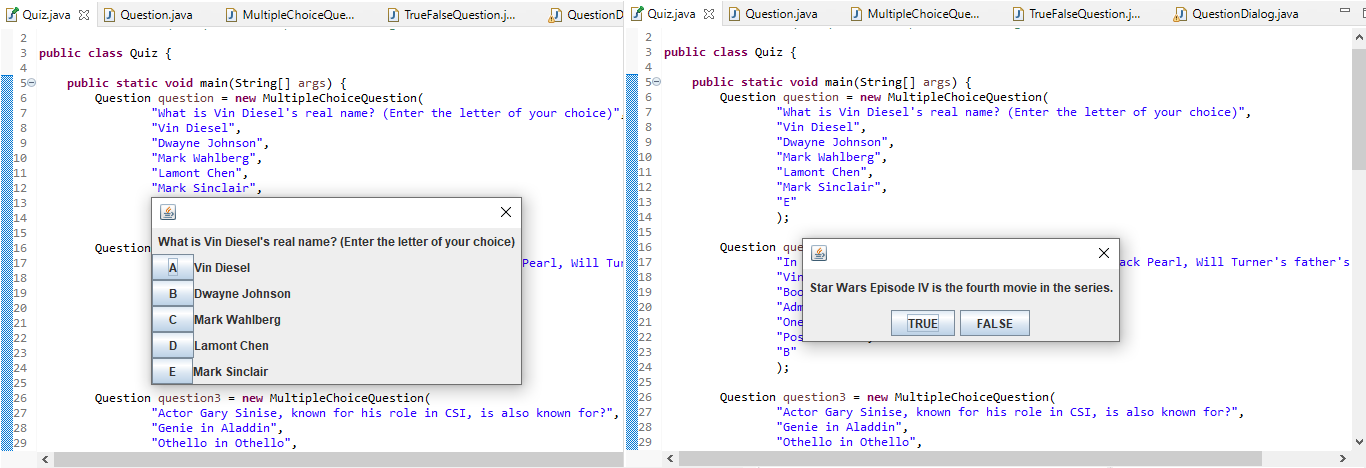 Quiz.java
Question.java
MultipleChoiceQue...
TrueFalseQuestion.j...
QuestionD
2
3 public class Quiz {
4
5 public static void main(String[] args) {
6 Question question = new MultipleChoiceQuestion(
7 "What is Vin Diesel's real name? (Enter the letter of your choice)",
8 "Vin Diesel",
9 "Dwayne Johnson",
10 "Mark Wahlberg",
11 "Lamont Chen",
12 "Mark Sinclair",
13
14
15
16 Question
17 Pearl, Will Tur
18
19
20
21
22
23
24
25
26 Question question3 = new MultipleChoiceQuestion(
27 "Actor Gary Sinise, known for his role in CSI, is also known for?",
28 "Genie in Aladdin",
29 "Othello in Othello",
What is Vin Diesel's real name? (Enter the letter of your choice)
A Vin Diesel
B Dwayne Johnson
C Mark Wahlberg
D Lamont Chen
E Mark Sinclair
Quiz.java
Question.java
MultipleChoiceQue...
TrueFalseQuestion.j...
QuestionDialog.java
2
3 public class Quiz {
4
5 public static void main(String[] args) {
6 Question question = new MultipleChoiceQuestion(
7 "What is Vin Diesel's real name? (Enter the letter of your choice)",
8 "Vin Diesel",
9 "Dwayne Johnson",
10 "Mark Wahlberg",
11 "Lamont Chen",
12 "Mark Sinclair",
13 "E"
14 );
15
16 Question que
17 "In ack Pearl, Will Turner's father's
18 "Vin
19 "Boo
20 "Adm
21 "One
22 "Pos
23 "B"
24 );
25
26 Question question3 = new MultipleChoiceQuestion(
27 "Actor Gary Sinise, known for his role in CSI, is also known for?",
28 "Genie in Aladdin",
29 "Othello in Othello",
Star Wars Episode IV is the fourth movie in the series.
TRUE FALSE